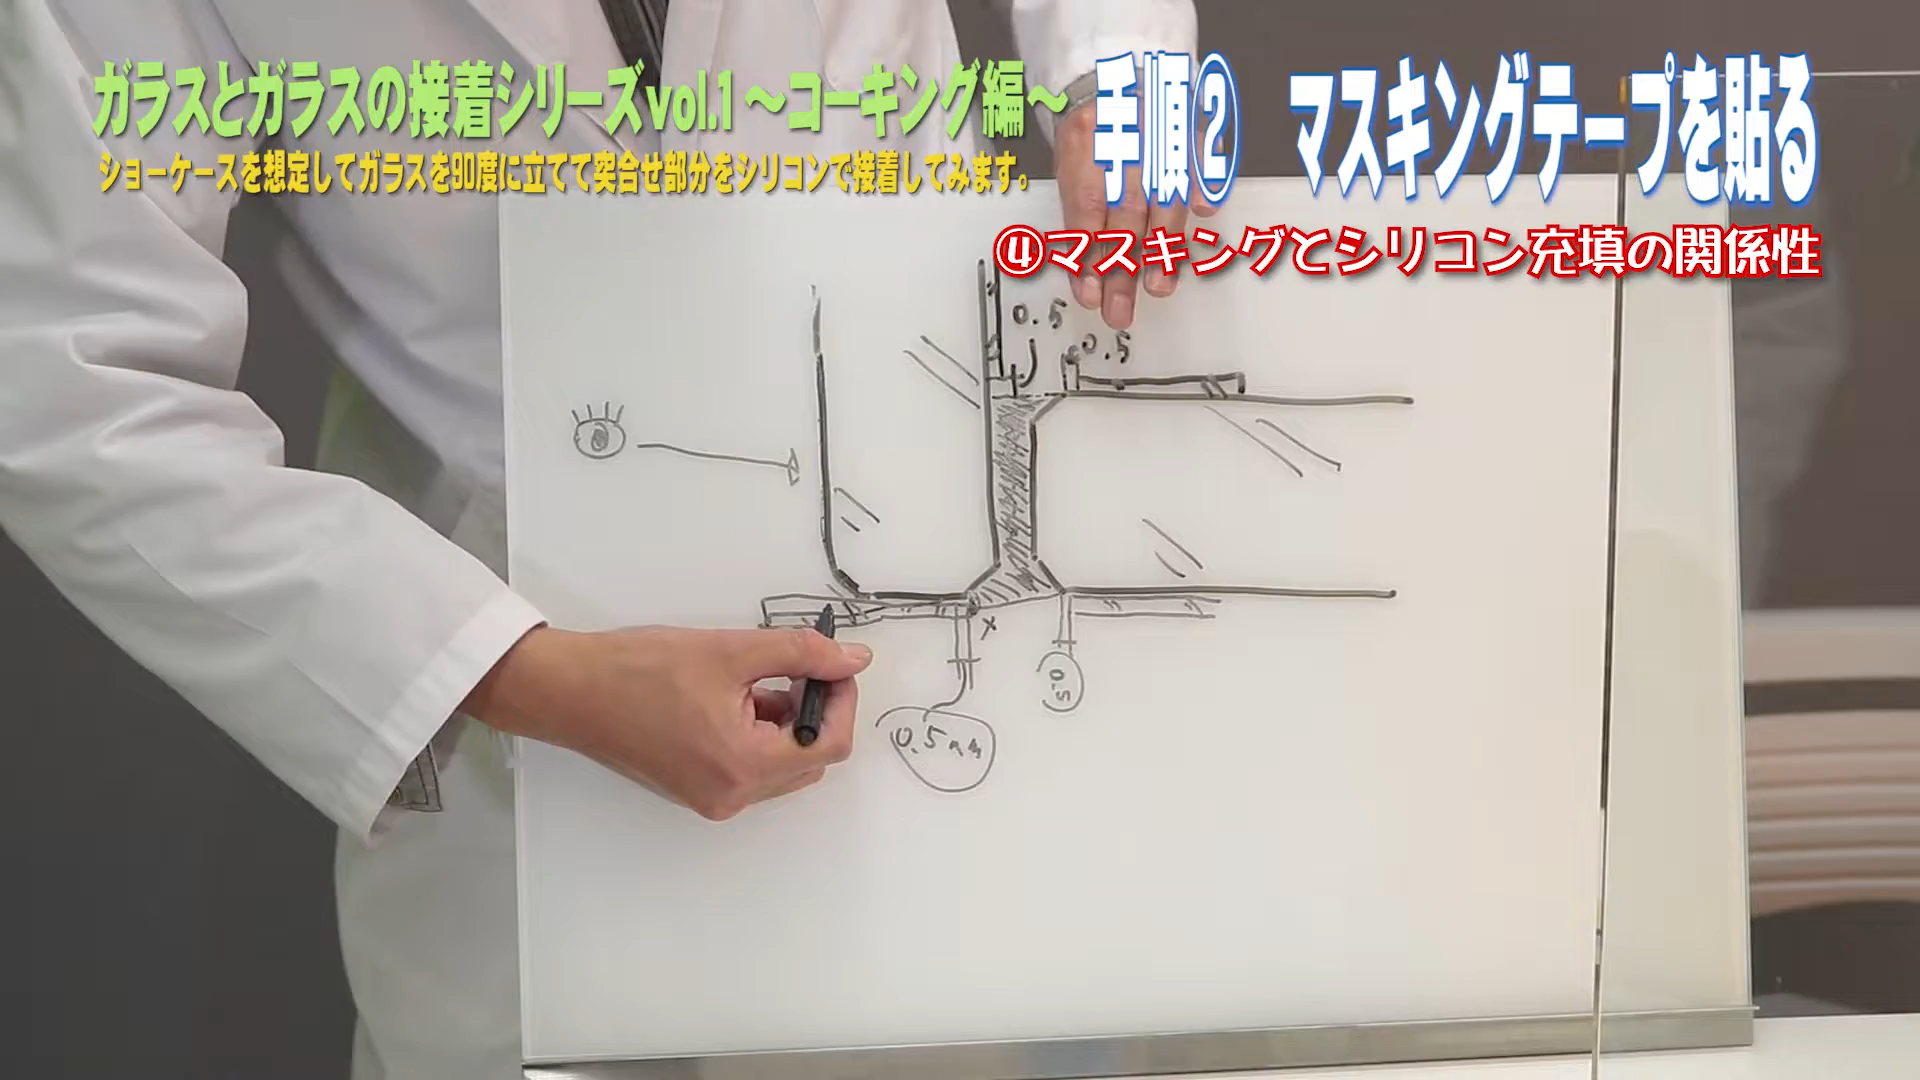 ガラスとガラスの接着シリーズvol.1～コーキング編～
ショーケースを想定してガラスを90度に立てて突合せ部分をシリコンで接着してみます。
手順② マスキングテープを貼る
④マスキングとシリコン充填の関係性
0.5
0.5
×
0.5
0.5mm